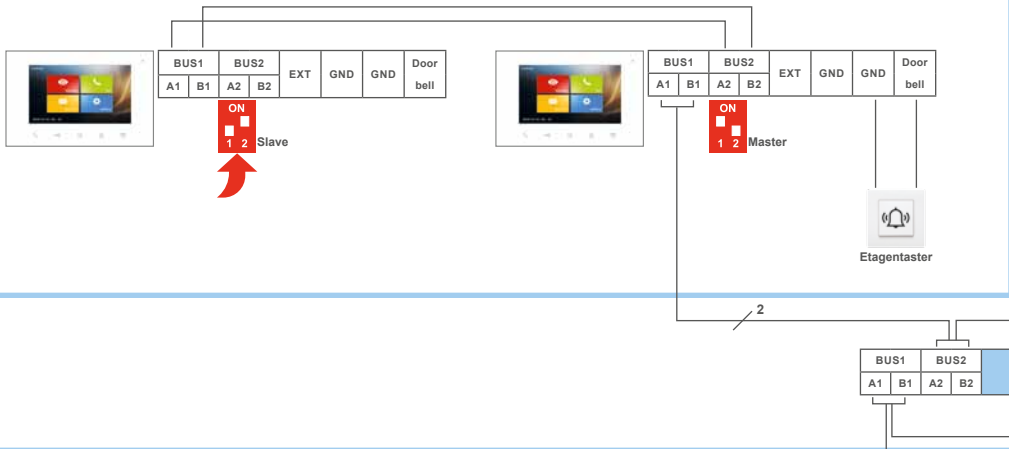 BUS1 BUS2 EXT GND GND Door bell
A1 B1 A2 B2
ON
1 2 Slave
BUS1 BUS2 EXT GND GND Door bell
A1 B1 A2 B2
ON
1 2 Master
Etagentaster
2
BUS1 BUS2
A1 B1 A2 B2